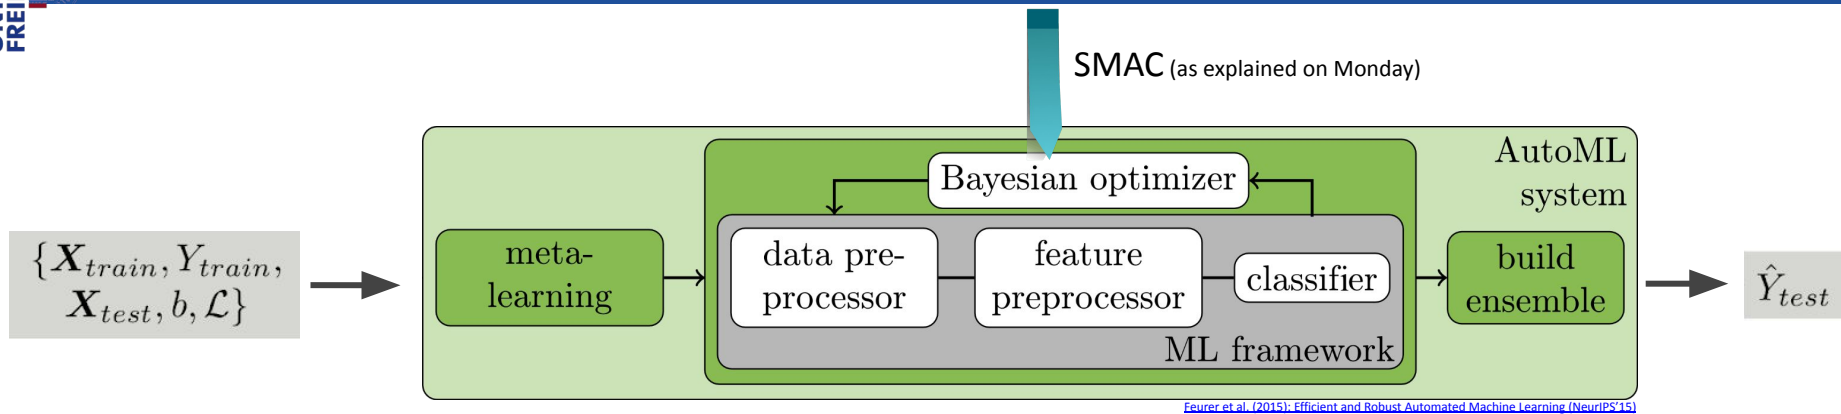 FREI
SMAC (as explained on Monday)
AutoML
system
Bayesian optimizer
{X_train, Y_train,
X_test, b, L}
meta-
learning
data pre-
processor
feature
preprocessor
classifier
ML framework
build
ensemble
Ŷ_test
Feurer et al. (2015): Efficient and Robust Automated Machine Learning (NeurIPS'15)